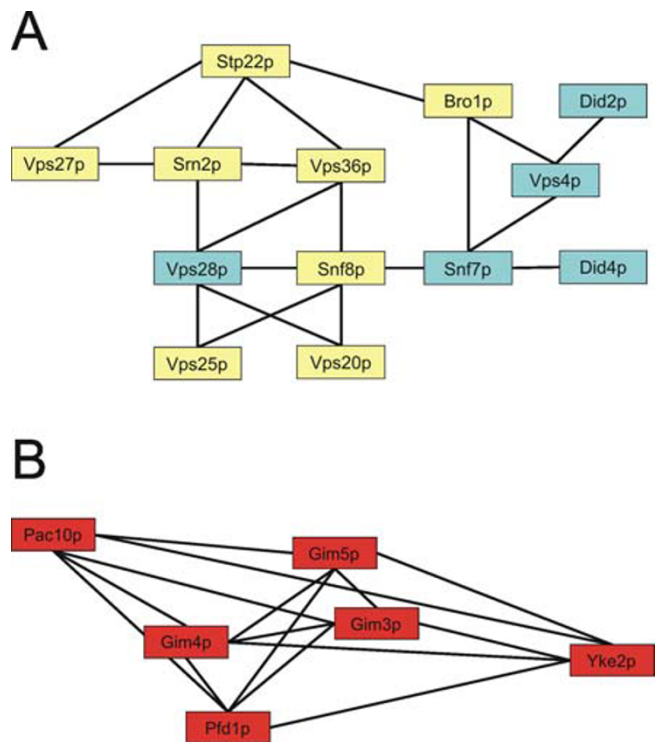 A
Stp22p
Bro1p Did2p
Vps27p Srn2p Vps36p
Vps4p
Vps28p Snf8p Snf7p Did4p
Vps25p Vps20p
B
Pac10p
Gim5p
Gim3p
Gim4p
Yke2p
Pfd1p